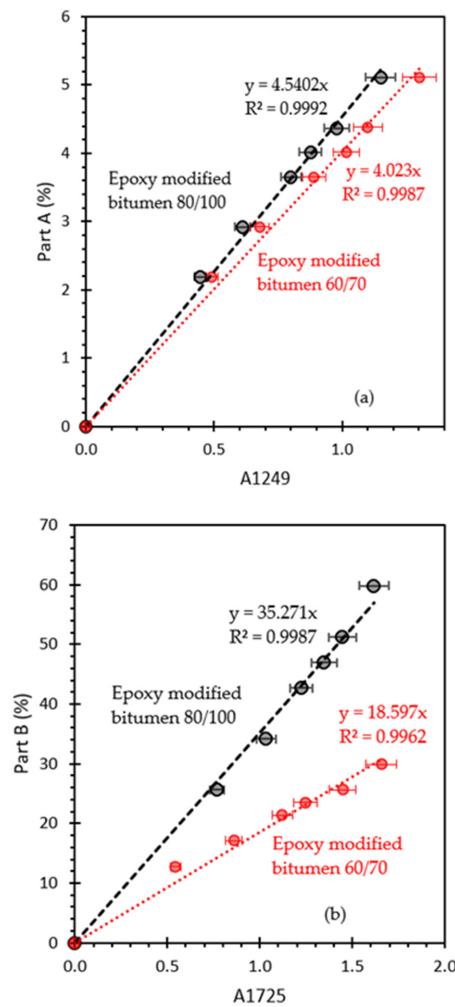 6
5
4
3
2
1
0
Part A (%)
y = 4.5402x
R² = 0.9992
Epoxy modified
bitumen 80/100
y = 4.023x
R² = 0.9987
Epoxy modified
bitumen 60/70
(a)
0.0 0.5 1.0
A1249
70
60
50
40
30
20
10
0
Part B (%)
y = 35.271x
R² = 0.9987
Epoxy modified
bitumen 80/100
y = 18.597x
R² = 0.9962
Epoxy modified
bitumen 60/70
(b)
0.0 0.5 1.0 1.5 2.0
A1725